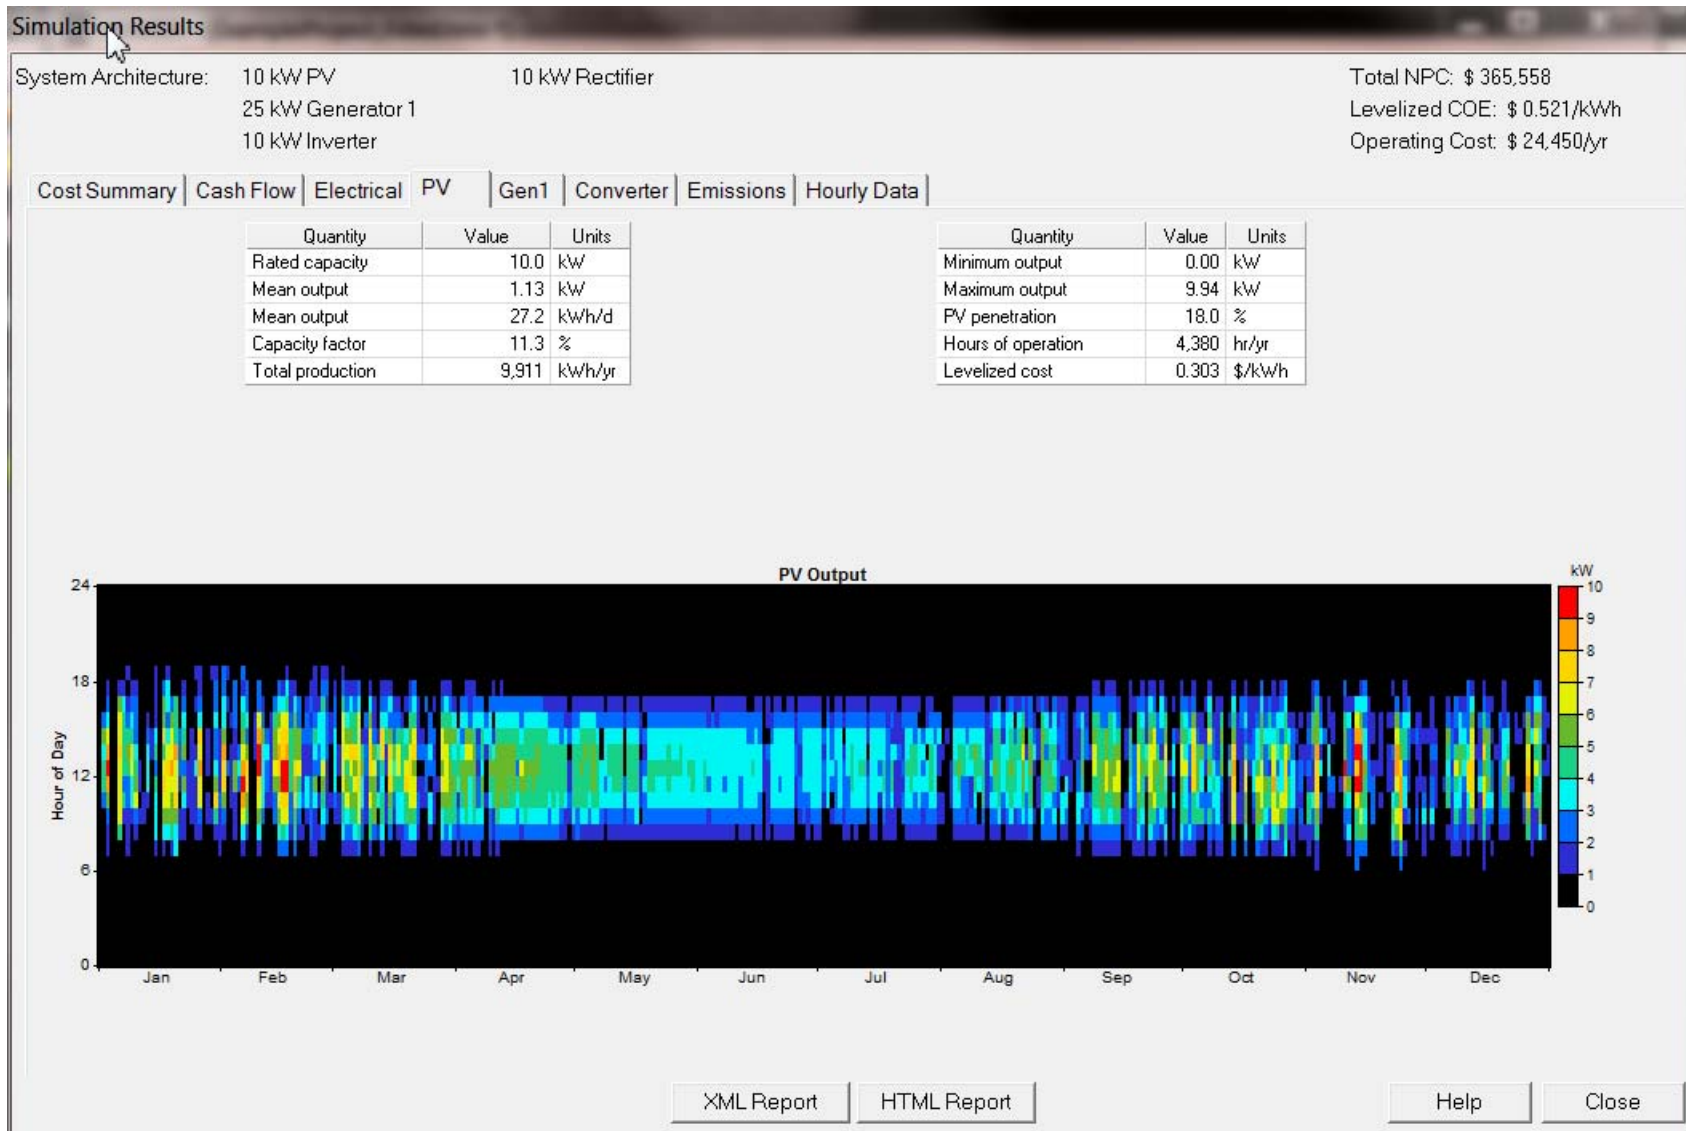 Simulation Results
System Architecture: 10 kW PV 10 kW Rectifier
25 kW Generator 1
10 kW Inverter
Total NPC: $ 365,558
Levelized COE: $ 0.521/kWh
Operating Cost: $ 24,450/yr
Cost Summary Cash Flow Electrical PV Gen1 Converter Emissions Hourly Data
Quantity Value Units
Rated capacity 10.0 kW
Mean output 1.13 kW
Mean output 27.2 kWh/d
Capacity factor 11.3 %
Total production 9,911 kWh/yr
Quantity Value Units
Minimum output 0.00 kW
Maximum output 9.94 kW
PV penetration 18.0 %
Hours of operation 4,380 hr/yr
Levelized cost 0.303 $/kWh
PV Output
24
18
12
6
0
Hour of Day
Jan Feb Mar Apr May Jun Jul Aug Sep Oct Nov Dec
kW
10
9
8
7
6
5
4
3
2
1
0
XML Report HTML Report Help Close